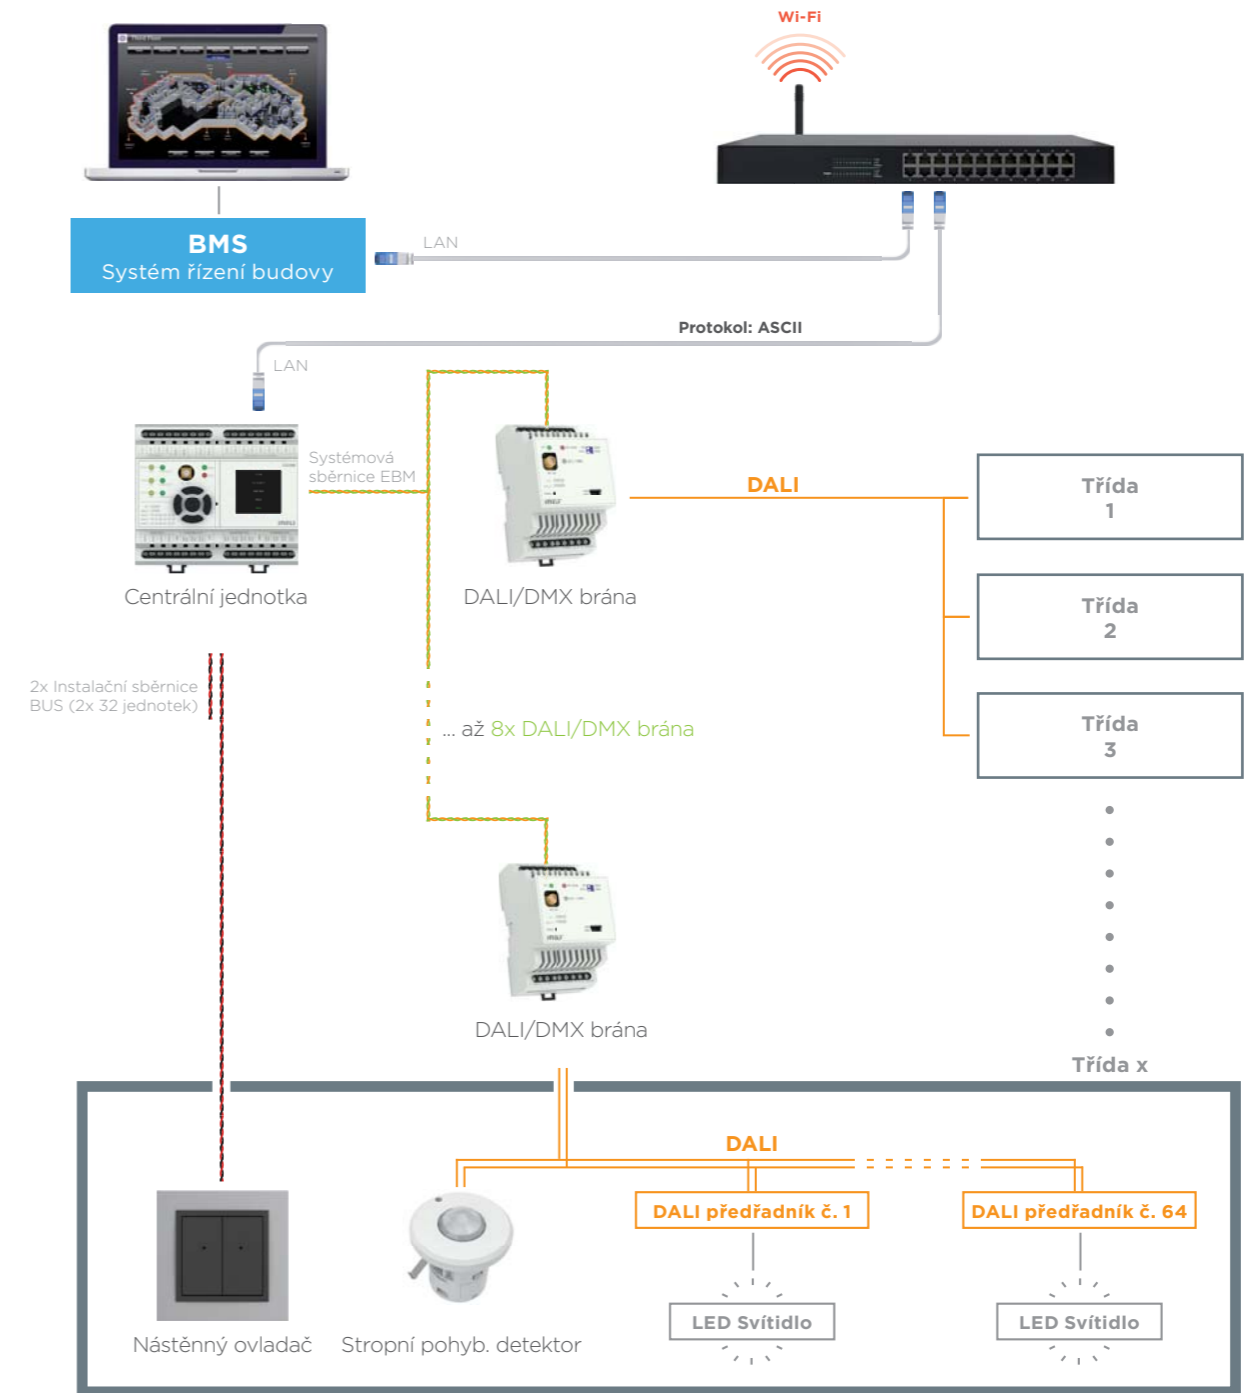 Wi-Fi
Third Floor
BMS
Systém řízení budovy
LAN
Protokol: ASCII
LAN
Systémová
sběrnice EBM
DALI
Třída
1
Centrální jednotka
DALI/DMX brána
Třída
2
2x Instalační sběrnice
BUS (2x 32 jednotek)
... až 8x DALI/DMX brána
Třída
3
DALI/DMX brána
Třída x
DALI
DALI předřadník č. 1
DALI předřadník č. 64
LED Svítidlo
LED Svítidlo
Nástěnný ovladač
Stropní pohyb. detektor